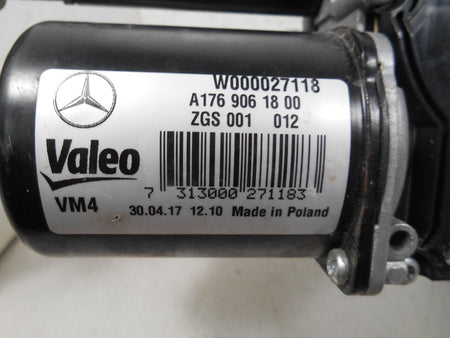 W000027118
A176 906 18 00
ZGS 001 012
Valeo
7 313000 271183
VM4
30.04.17 12.10 Made in Poland